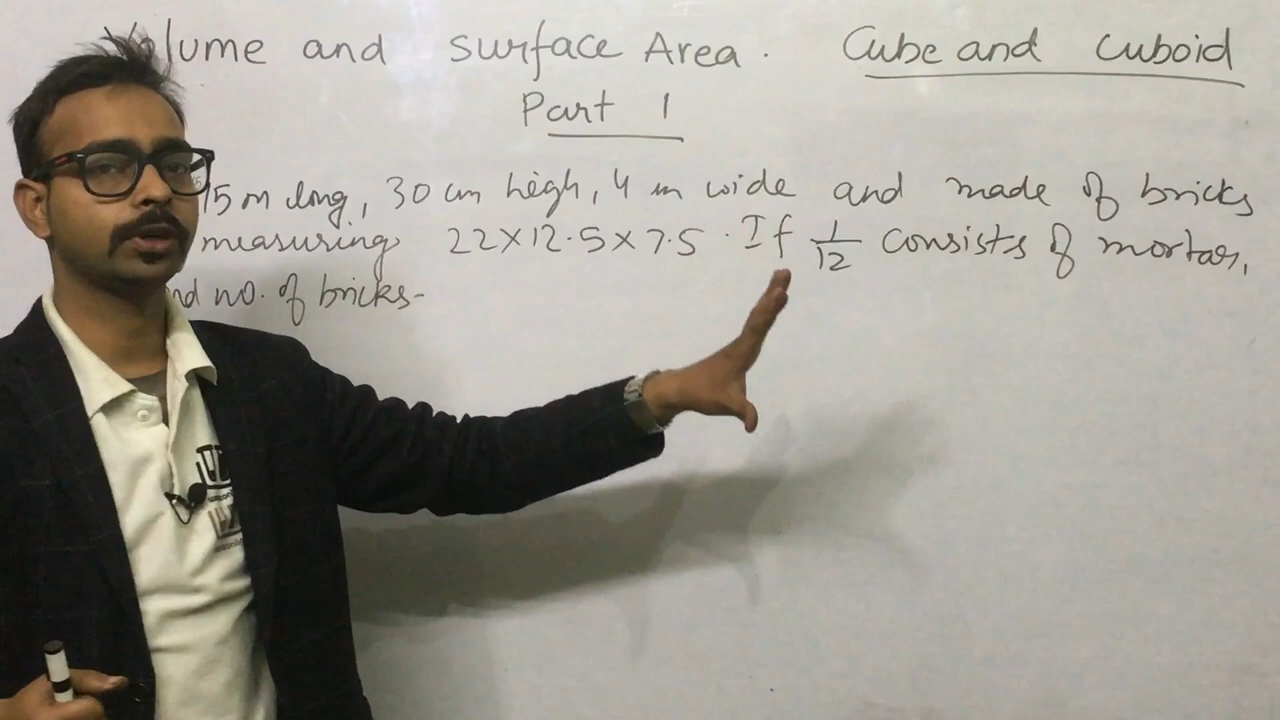 Volume and surface Area. Cube and cuboid
Part 1
15 m long, 30 cm high, 4 m wide and made of bricks
measuring 22×12.5×7.5. If 1/12 consists of mortar,
no. of bricks-